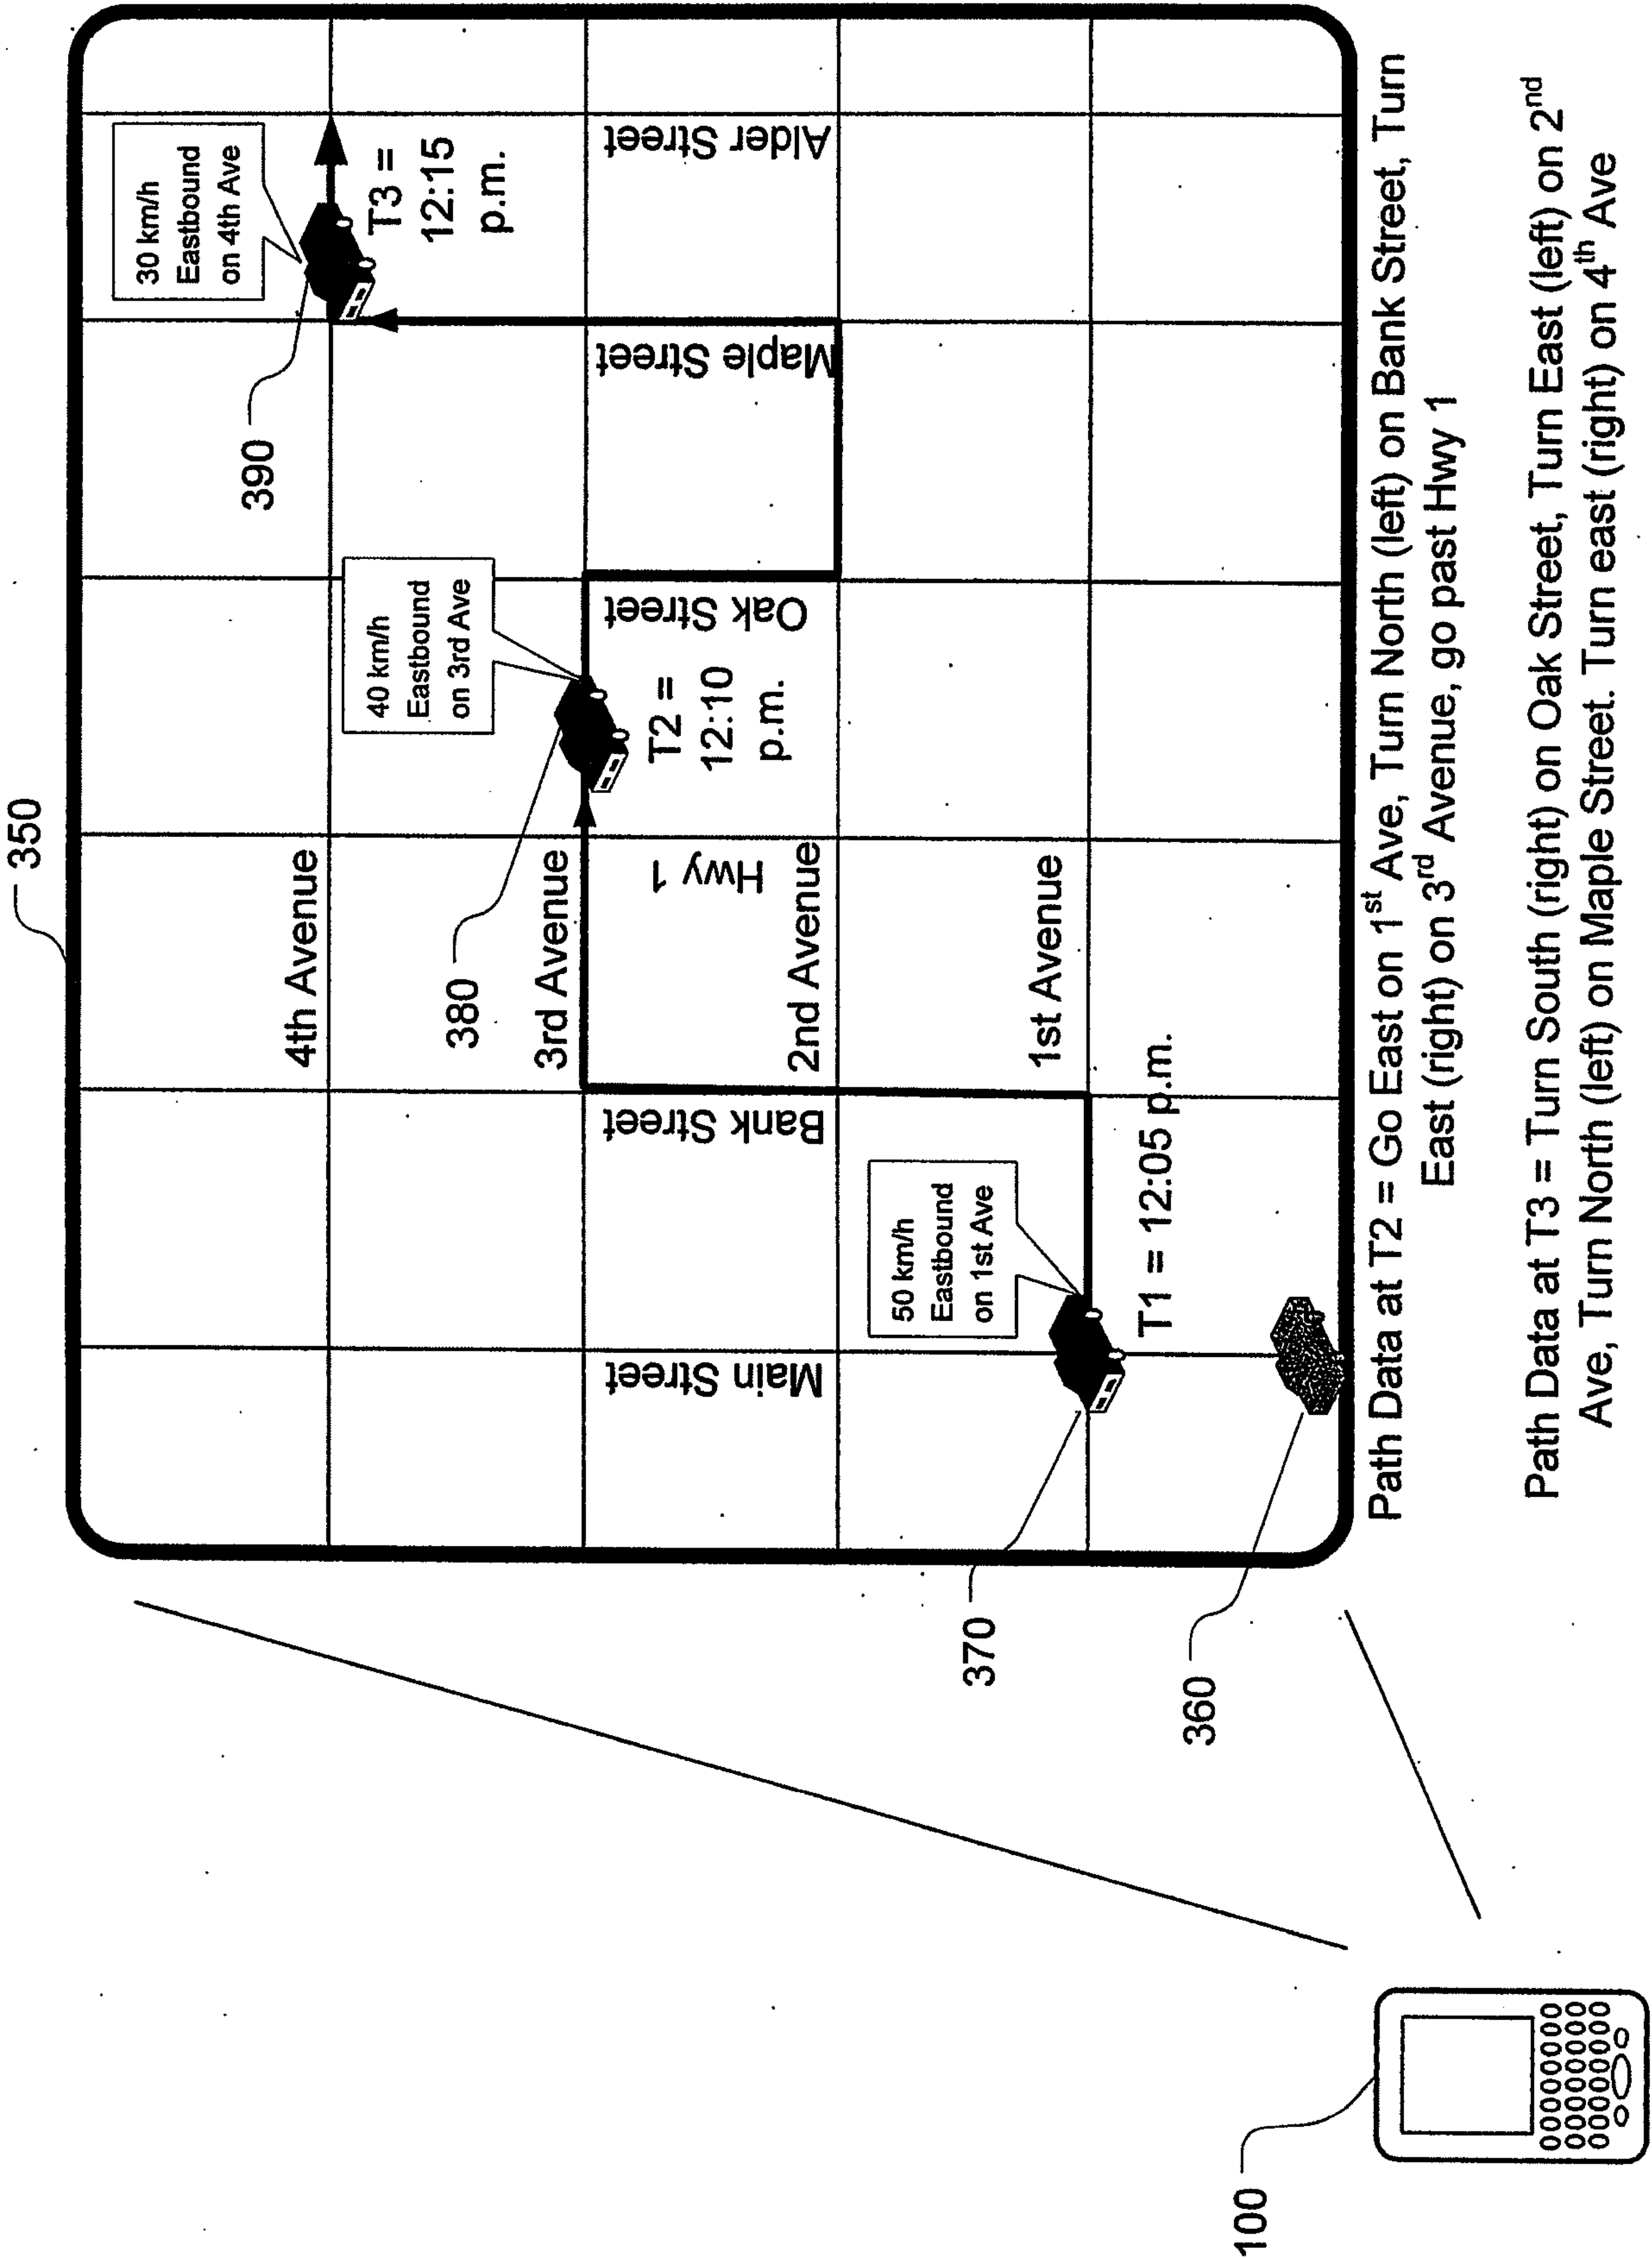 350
30 km/h
Eastbound
on 4th Ave
390
T3 =
12:15
p.m.
4th Avenue
40 km/h
Eastbound
on 3rd Ave
380
3rd Avenue
T2 =
12:10
p.m.
Main Street
Bank Street
Hwy 1
Oak Street
Maple Street
Alder Street
2nd Avenue
50 km/h
Eastbound
on 1st Ave
1st Avenue
370
T1 = 12:05 p.m.
360
100
Path Data at T2 = Go East on 1st Ave, Turn North (left) on Bank Street, Turn
East (right) on 3rd Avenue, go past Hwy 1
Path Data at T3 = Turn South (right) on Oak Street, Turn East (left) on 2nd
Ave, Turn North (left) on Maple Street. Turn east (right) on 4th Ave